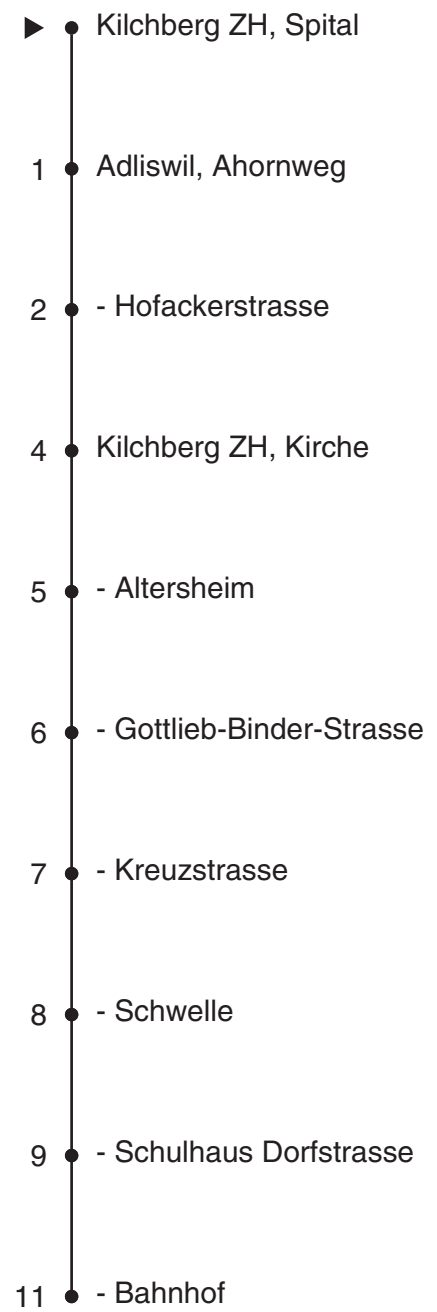 Kilchberg ZH, Spital
1 Adliswil, Ahornweg
2 - Hofackerstrasse
4 Kilchberg ZH, Kirche
5 - Altersheim
6 - Gottlieb-Binder-Strasse
7 - Kreuzstrasse
8 - Schwelle
9 - Schulhaus Dorfstrasse
11 - Bahnhof